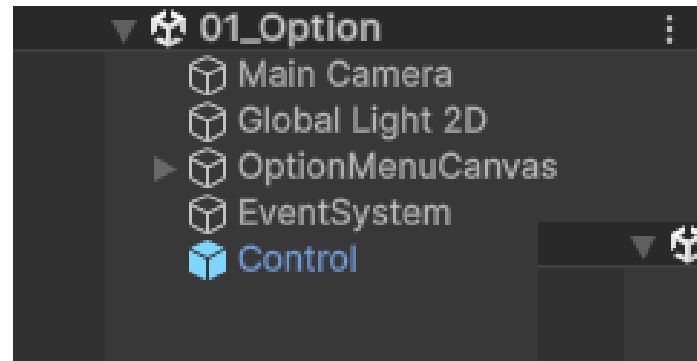 01_Option
Main Camera
Global Light 2D
OptionMenuCanvas
EventSystem
Control